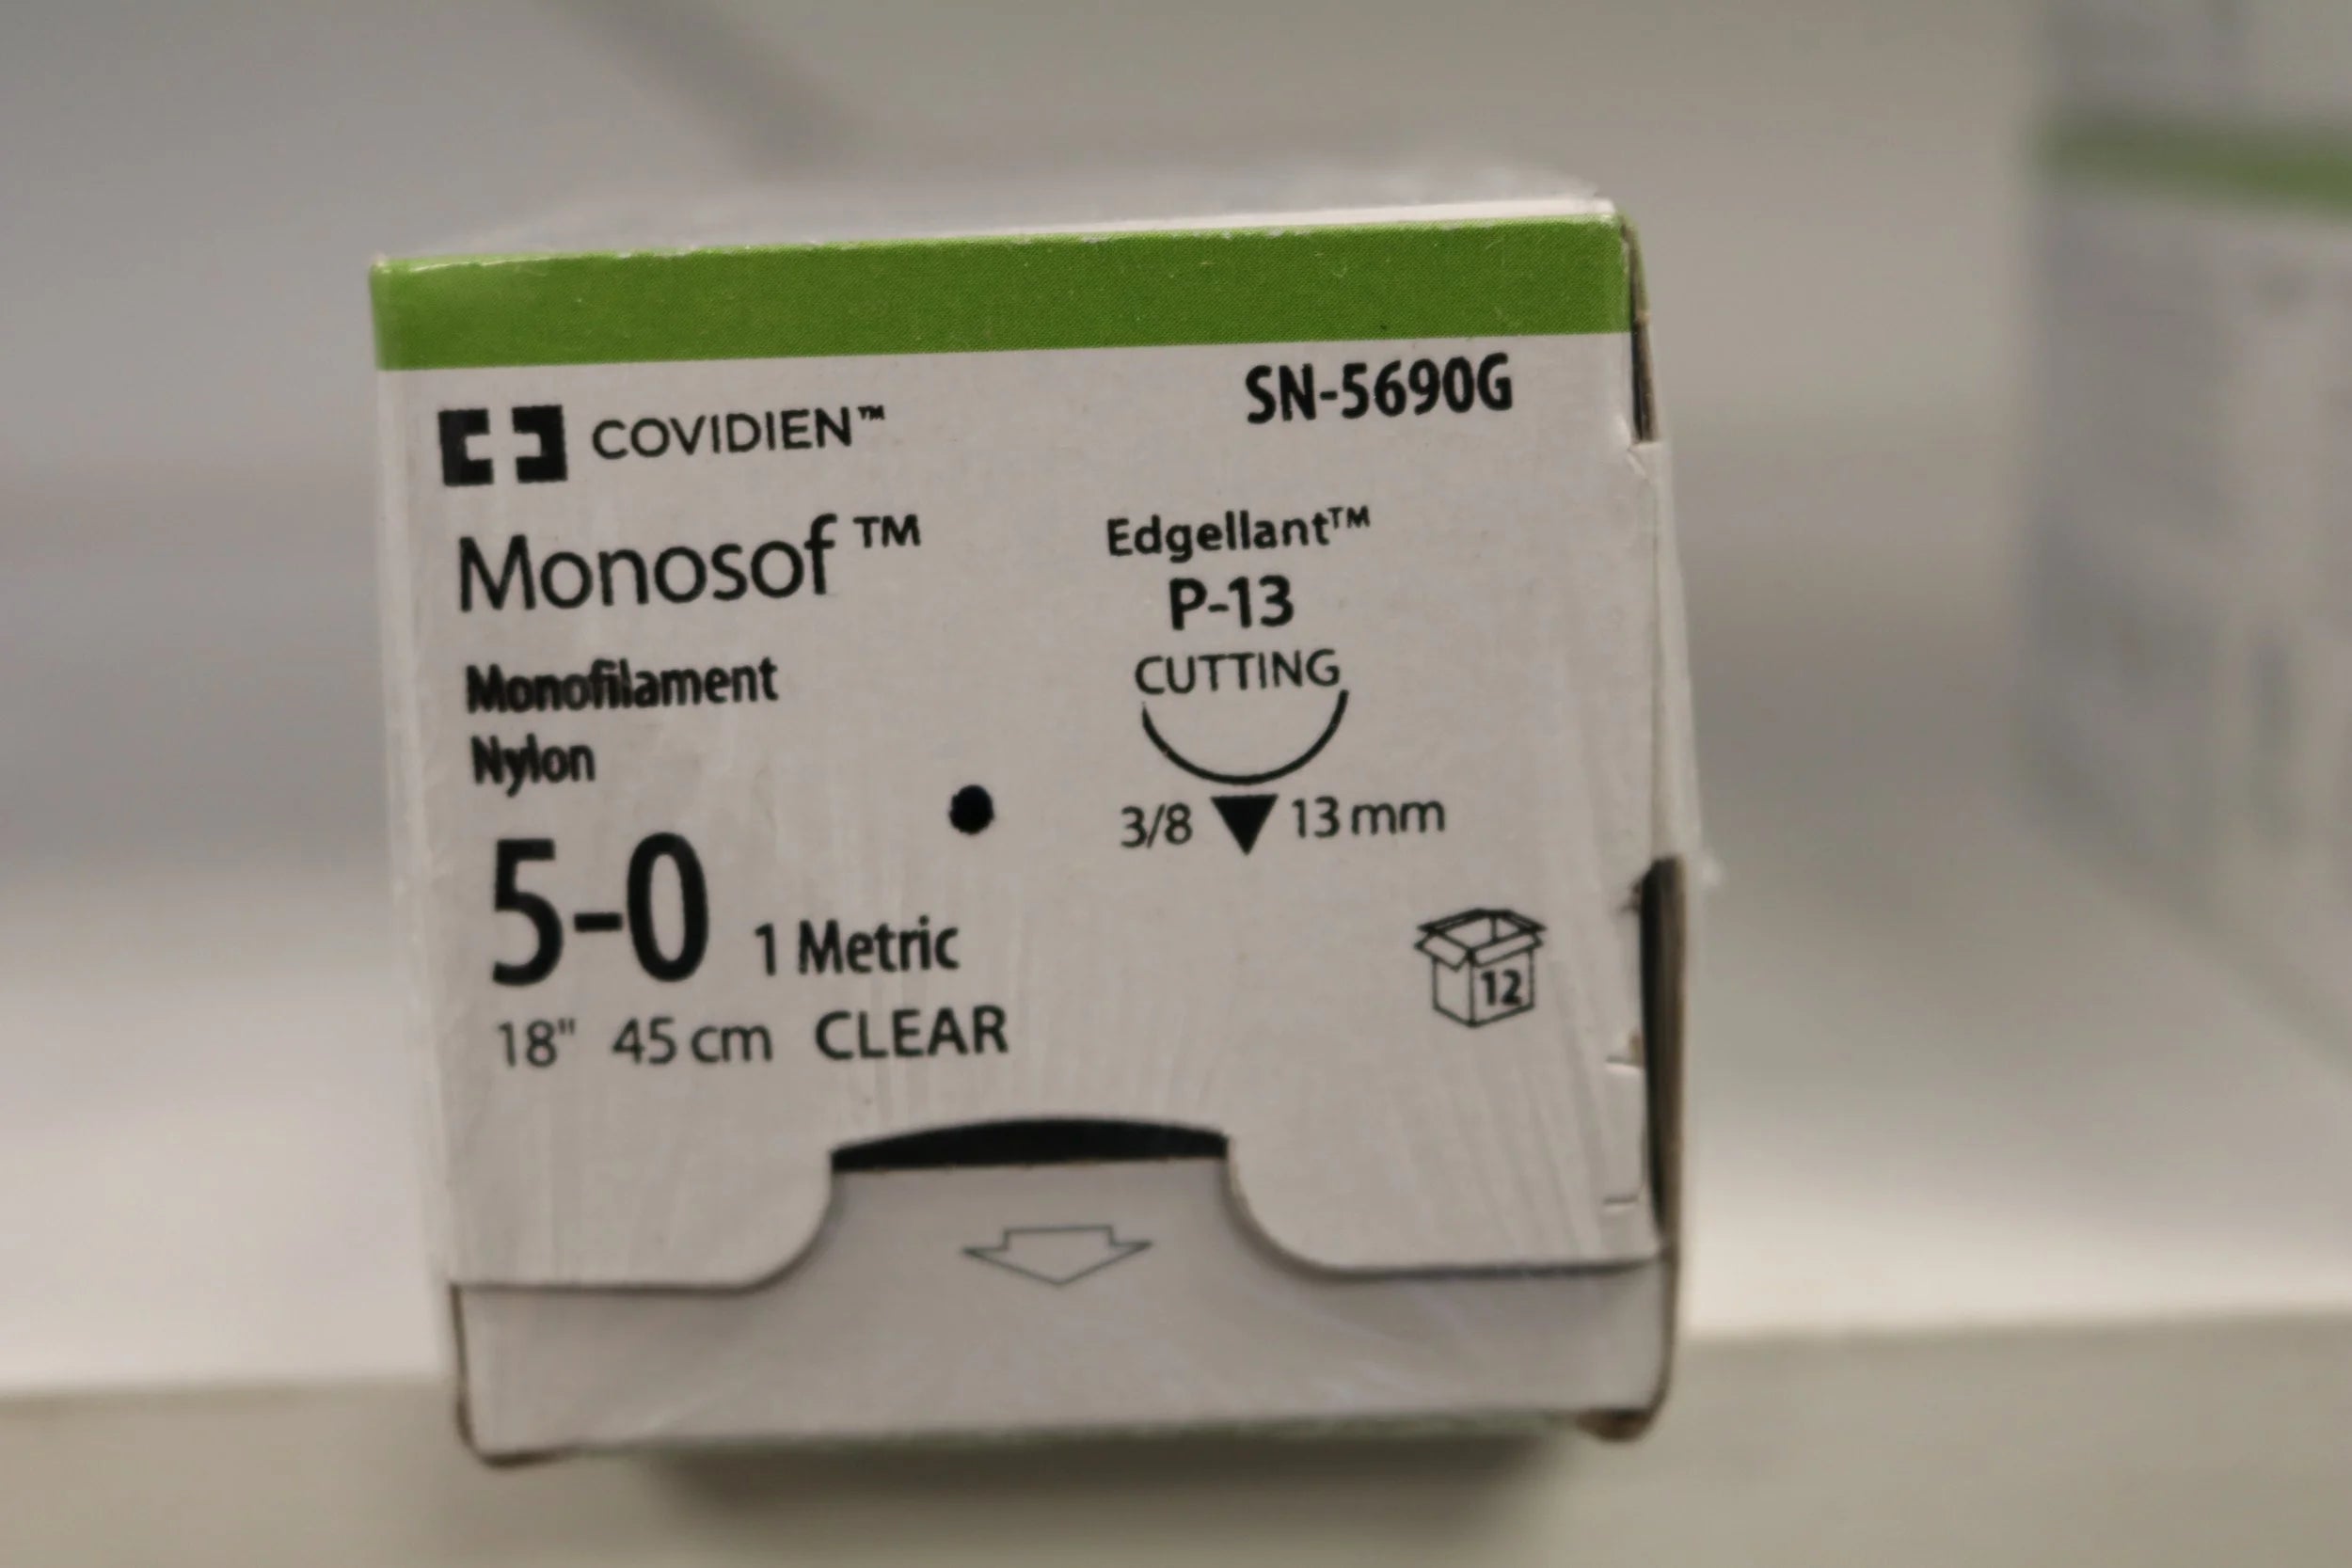 SN-5690G
COVIDIEN™
Monosof™
Monofilament
Nylon
5-0 1 Metric
18" 45 cm CLEAR
Edgellant™
P-13
CUTTING
3/8 13 mm
12